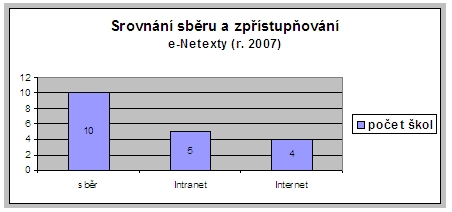 Srovnání sběru a zpřístupňování
e-Netexty (r. 2007)
12
10
8
6
4
2
0
10
5
4
sběr
Intranet
Internet
počet škol